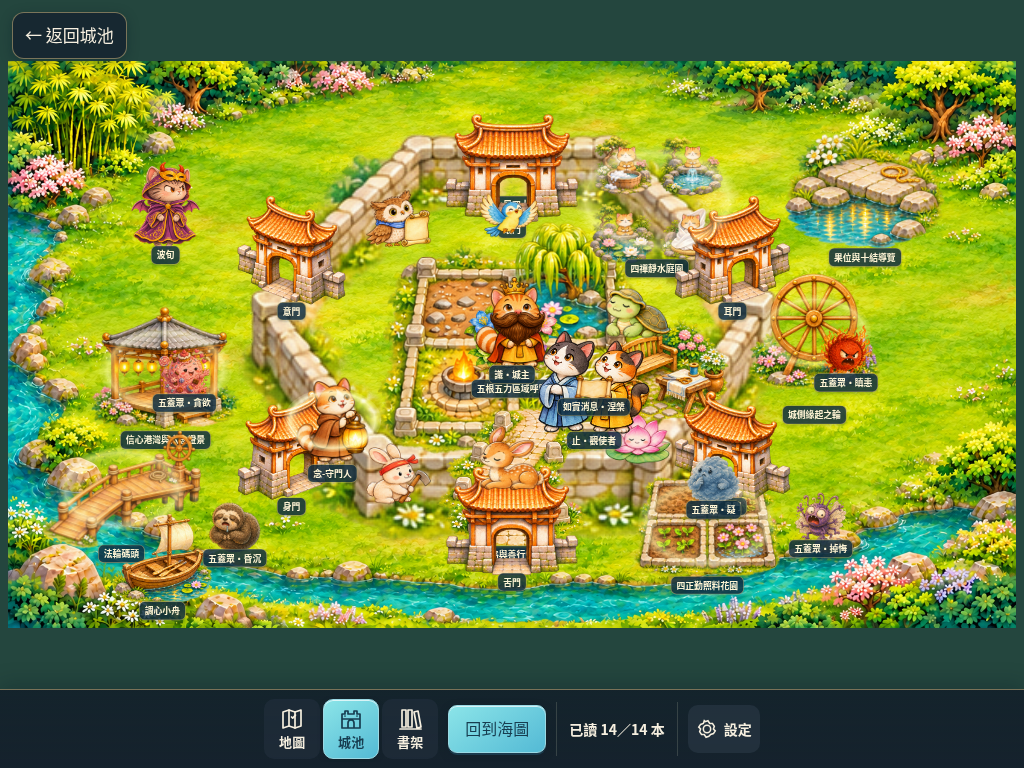 ← 返回城池
波旬
四禪靜水庭園
果位與十結導覽
意門
耳門
識・城主
五根五力區域呼
五蓋眾・貪欲
五蓋眾・瞋恚
如實消息・涅槃
城側緣起之輪
止・觀使者
念-守門人
身門
五蓋眾・疑
法輪碼頭
五蓋眾・昏沉
與善行
五蓋眾・掉悔
舌門
四正勤照料花園
調心小舟
地圖
城池
書架
回到海圖
已讀 14／14 本
設定